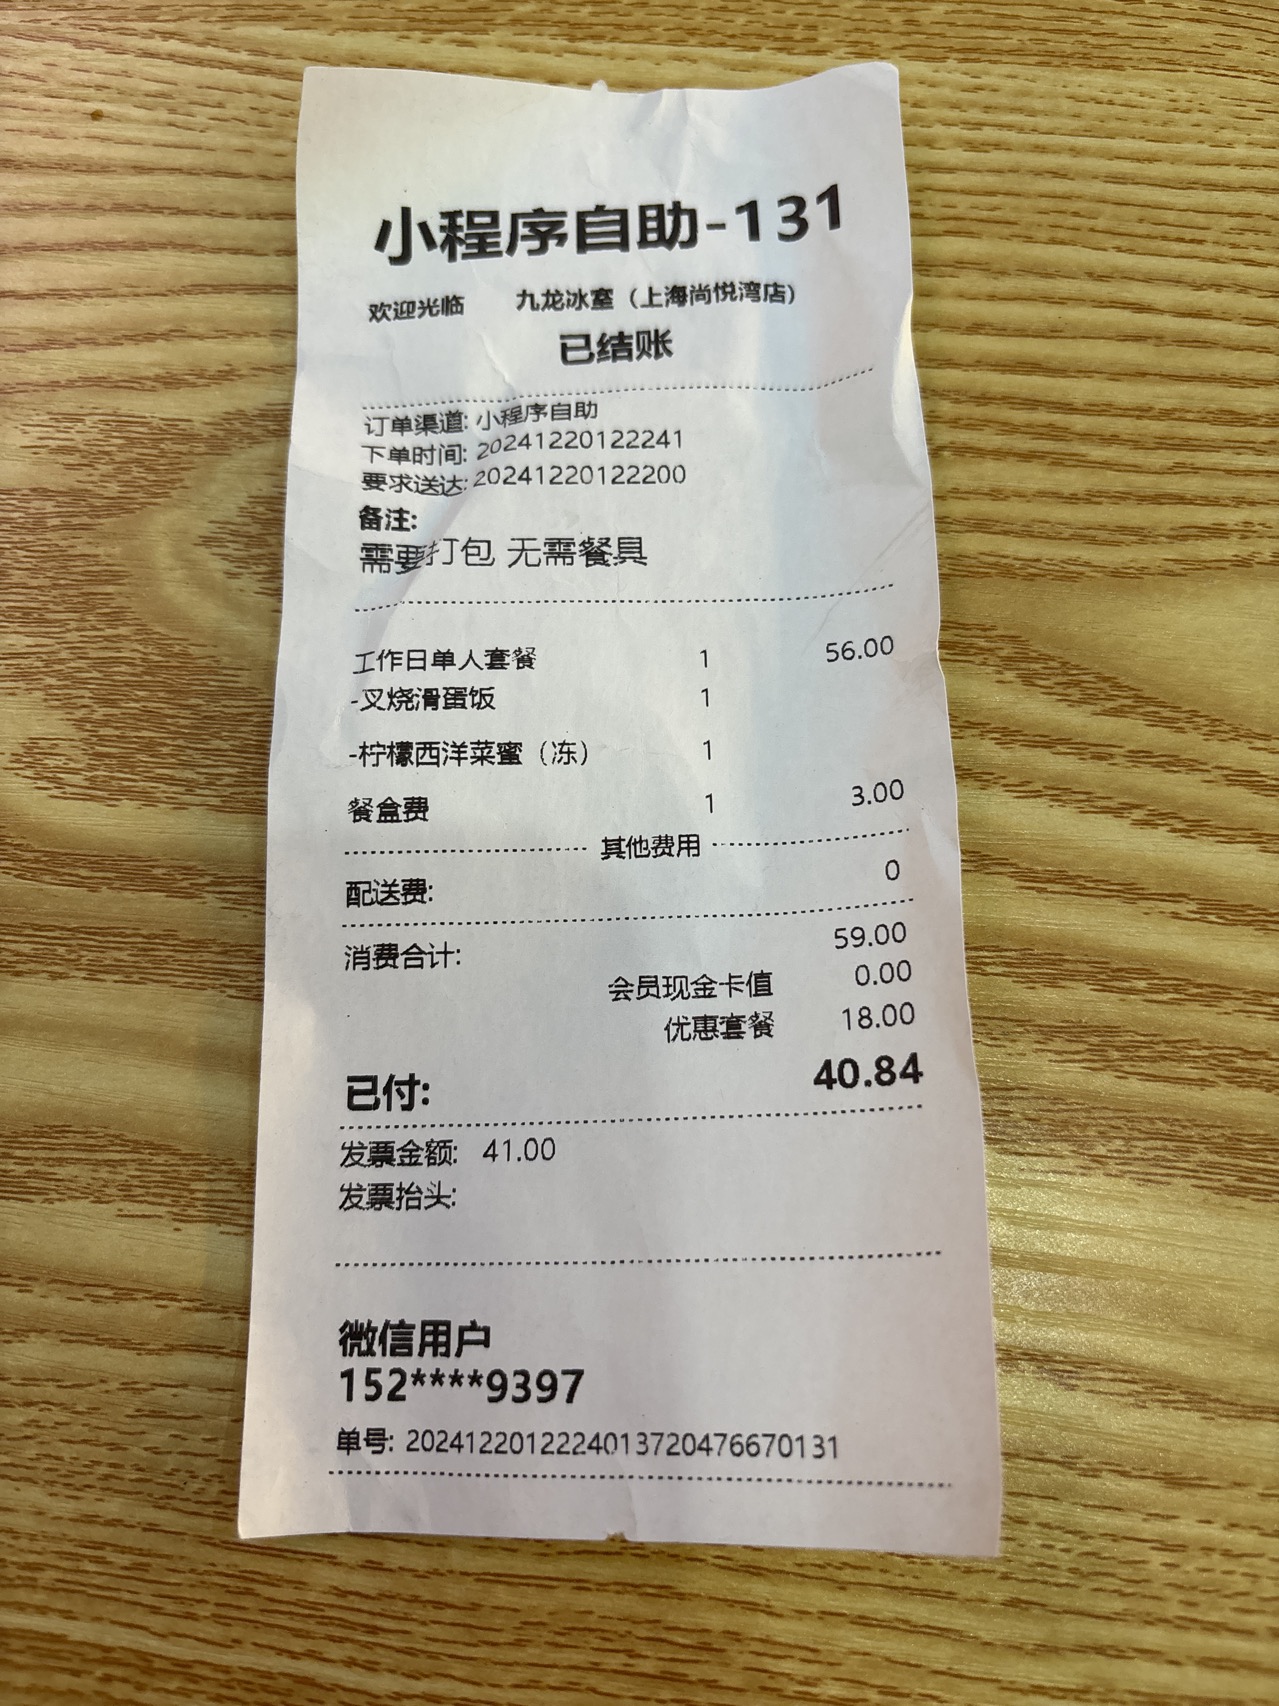 小程序自助-131
欢迎光临 九龙冰室（上海尚悦湾店）
已结账
订单渠道: 小程序自助
下单时间: 20241220122241
要求送达: 20241220122200
备注:
需要打包 无需餐具
工作日单人套餐 1 56.00
-叉烧滑蛋饭 1
-柠檬西洋菜蜜（冻） 1
餐盒费 1 3.00
其他费用
配送费: 0
消费合计: 59.00
会员现金卡值 0.00
优惠套餐 18.00
已付: 40.84
发票金额: 41.00
发票抬头:
微信用户
152****9397
单号: 20241220122240137204766​70131